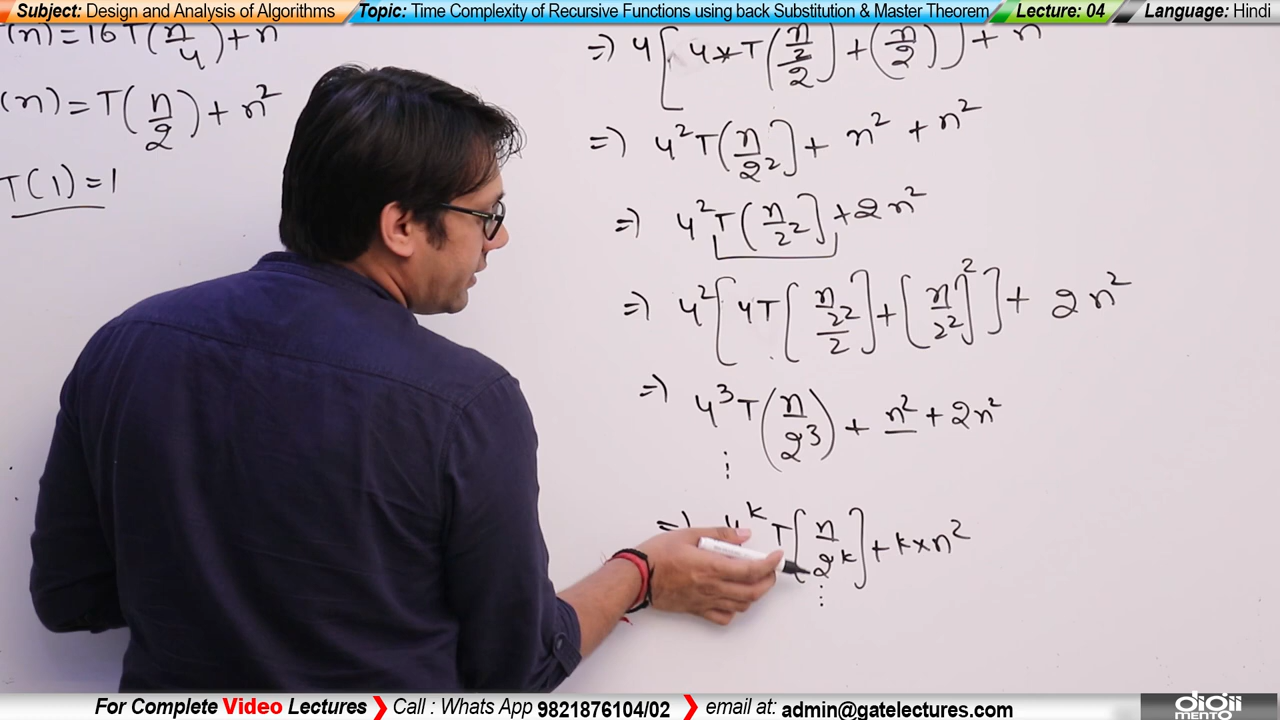 Subject: Design and Analysis of Algorithms Topic: Time Complexity of Recursive Functions using back Substitution & Master Theorem Lecture: 04 Language: Hindi
(n) = 16T(n/4) + n
(n) = T(n/2) + n²
T(1) = 1
=) 4[4*T(n/2/2) + (n/2)] + n
=) 4²T(n/2²] + n² + n²
=) 4²T(n/2²] + 2n²
=) 4²[4T[n/2²/2] + [n/2²]²] + 2n²
=) 4³T(n/2³) + n² + 2n²
⋮
=) 4ᵏT[n/2ᵏ] + k×n²
⋮
For Complete Video Lectures Call : Whats App 9821876104/02 email at: admin@gatelectures.com digii
MENTO